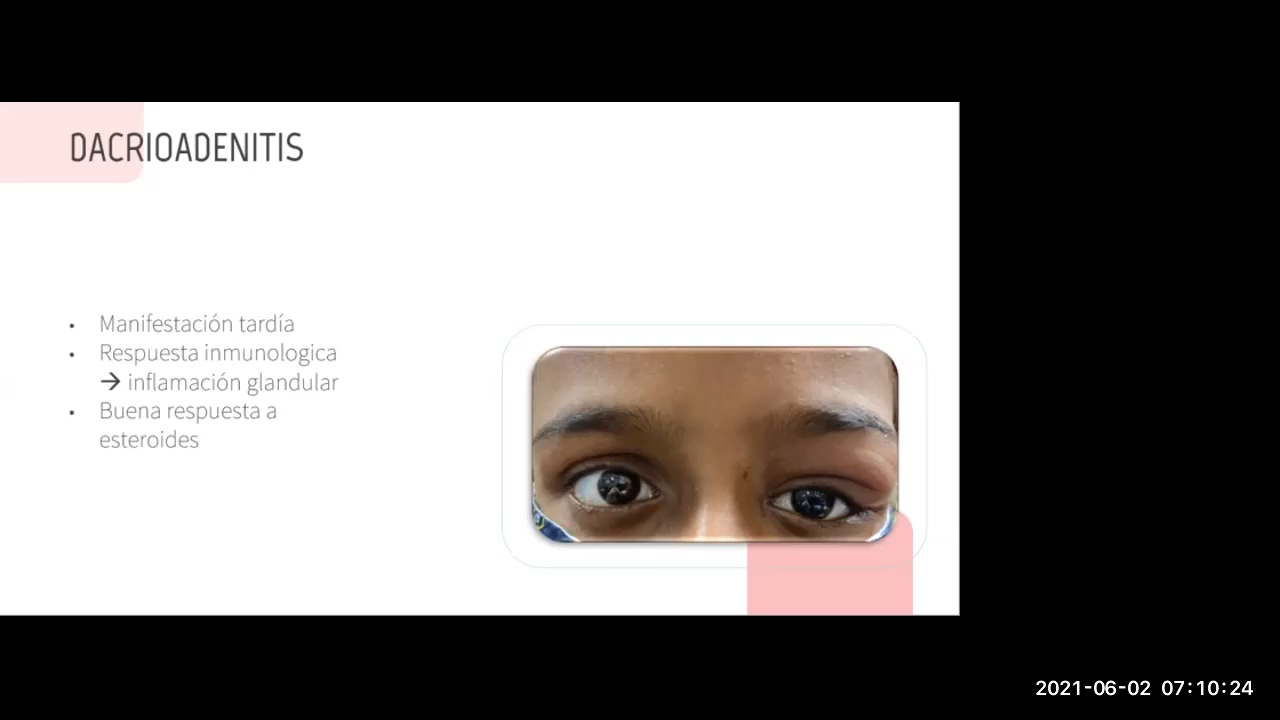 DACRIOADENITIS
• Manifestación tardía
• Respuesta inmunologica
→ inflamación glandular
• Buena respuesta a
esteroides
2021-06-02 07:10:24